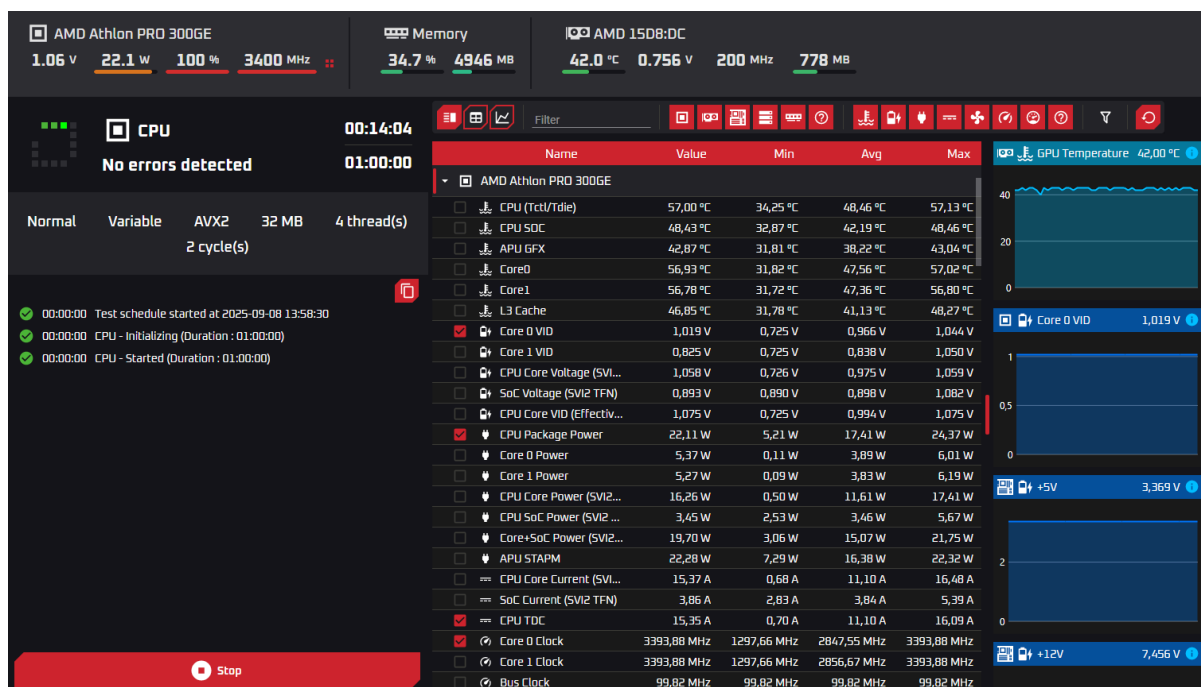 AMD Athlon PRO 300GE
1.06 V 22.1 W 100 % 3400 MHz
Memory
34.7 % 4946 MB
AMD 15D8:DC
42.0 °C 0.756 V 200 MHz 778 MB
CPU 00:14:04
No errors detected 01:00:00
Normal Variable AVX2 32 MB 4 thread(s)
2 cycle(s)
00:00:00 Test schedule started at 2025-09-08 13:58:30
00:00:00 CPU - Initializing (Duration : 01:00:00)
00:00:00 CPU - Started (Duration : 01:00:00)
Stop
Filter
Name Value Min Avg Max
AMD Athlon PRO 300GE
CPU (Tctl/Tdie) 57,00 °C 34,25 °C 48,46 °C 57,13 °C
CPU SOC 48,43 °C 32,87 °C 42,19 °C 48,46 °C
APU GFX 42,87 °C 31,81 °C 38,22 °C 43,04 °C
Core0 56,93 °C 31,82 °C 47,56 °C 57,02 °C
Core1 56,78 °C 31,72 °C 47,36 °C 56,80 °C
L3 Cache 46,85 °C 31,78 °C 41,13 °C 48,27 °C
Core 0 VID 1,019 V 0,725 V 0,966 V 1,044 V
Core 1 VID 0,825 V 0,725 V 0,838 V 1,050 V
CPU Core Voltage (SVI... 1,058 V 0,726 V 0,975 V 1,059 V
SoC Voltage (SVI2 TFN) 0,893 V 0,890 V 0,898 V 1,082 V
CPU Core VID (Effectiv... 1,075 V 0,725 V 0,994 V 1,075 V
CPU Package Power 22,11 W 5,21 W 17,41 W 24,37 W
Core 0 Power 5,37 W 0,11 W 3,89 W 6,01 W
Core 1 Power 5,27 W 0,09 W 3,83 W 6,19 W
CPU Core Power (SVI2... 16,26 W 0,50 W 11,61 W 17,41 W
CPU SoC Power (SVI2 ... 3,45 W 2,53 W 3,46 W 5,67 W
Core+SoC Power (SVI2... 19,70 W 3,06 W 15,07 W 21,75 W
APU STAPM 22,28 W 7,29 W 16,38 W 22,32 W
CPU Core Current (SVI... 15,37 A 0,68 A 11,10 A 16,48 A
SoC Current (SVI2 TFN) 3,86 A 2,83 A 3,84 A 5,39 A
CPU TDC 15,35 A 0,70 A 11,10 A 16,09 A
Core 0 Clock 3393,88 MHz 1297,66 MHz 2847,55 MHz 3393,88 MHz
Core 1 Clock 3393,88 MHz 1297,66 MHz 2856,67 MHz 3393,88 MHz
Bus Clock 99,82 MHz 99,82 MHz 99,82 MHz 99,82 MHz
GPU Temperature 42,00 °C
40
20
0
Core 0 VID 1,019 V
1
0,5
0
+5V 3,369 V
2
0
+12V 7,456 V